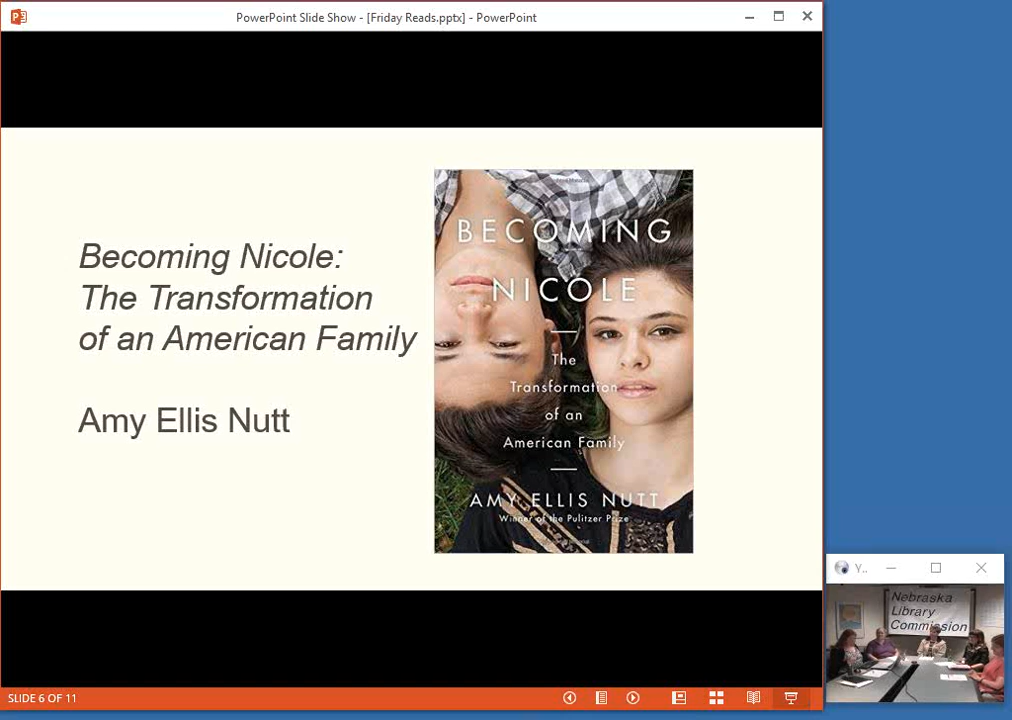 PowerPoint Slide Show - [Friday Reads.pptx] - PowerPoint
Becoming Nicole:
The Transformation
of an American Family
Amy Ellis Nutt
BECOMING
NICOLE
The
Transformation
of an
American Family
AMY ELLIS NUTT
Winner of the Pulitzer Prize
Y..
Nebraska
Library
Commission
SLIDE 6 OF 11